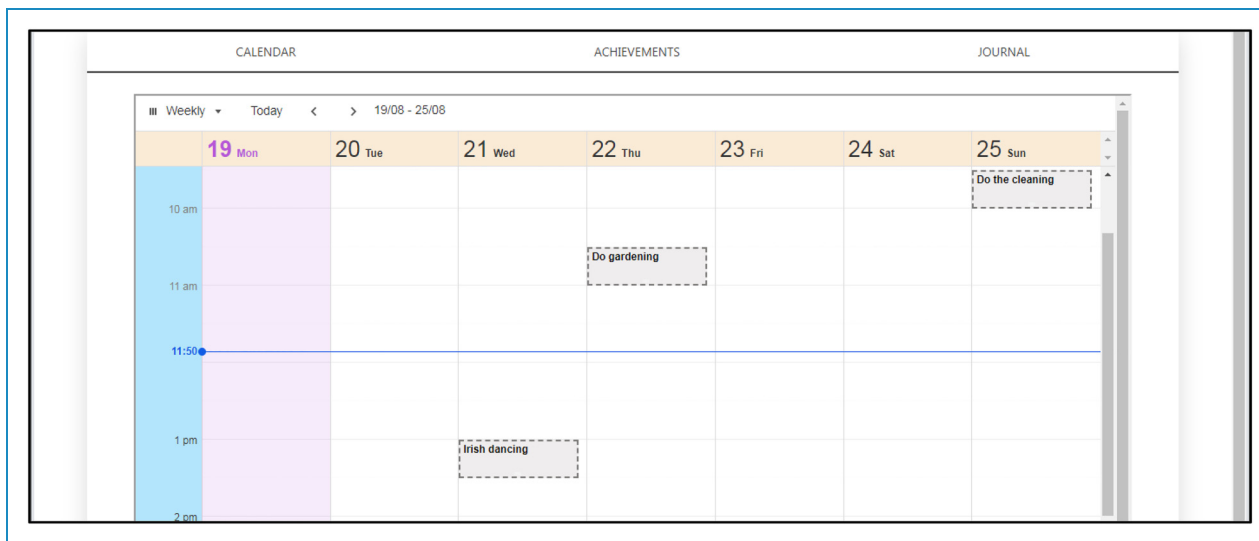 CALENDAR ACHIEVEMENTS JOURNAL
Weekly Today < > 19/08 - 25/08
19 Mon 20 Tue 21 Wed 22 Thu 23 Fri 24 Sat 25 Sun
Do the cleaning
10 am
Do gardening
11 am
11:50
1 pm
Irish dancing
2 pm